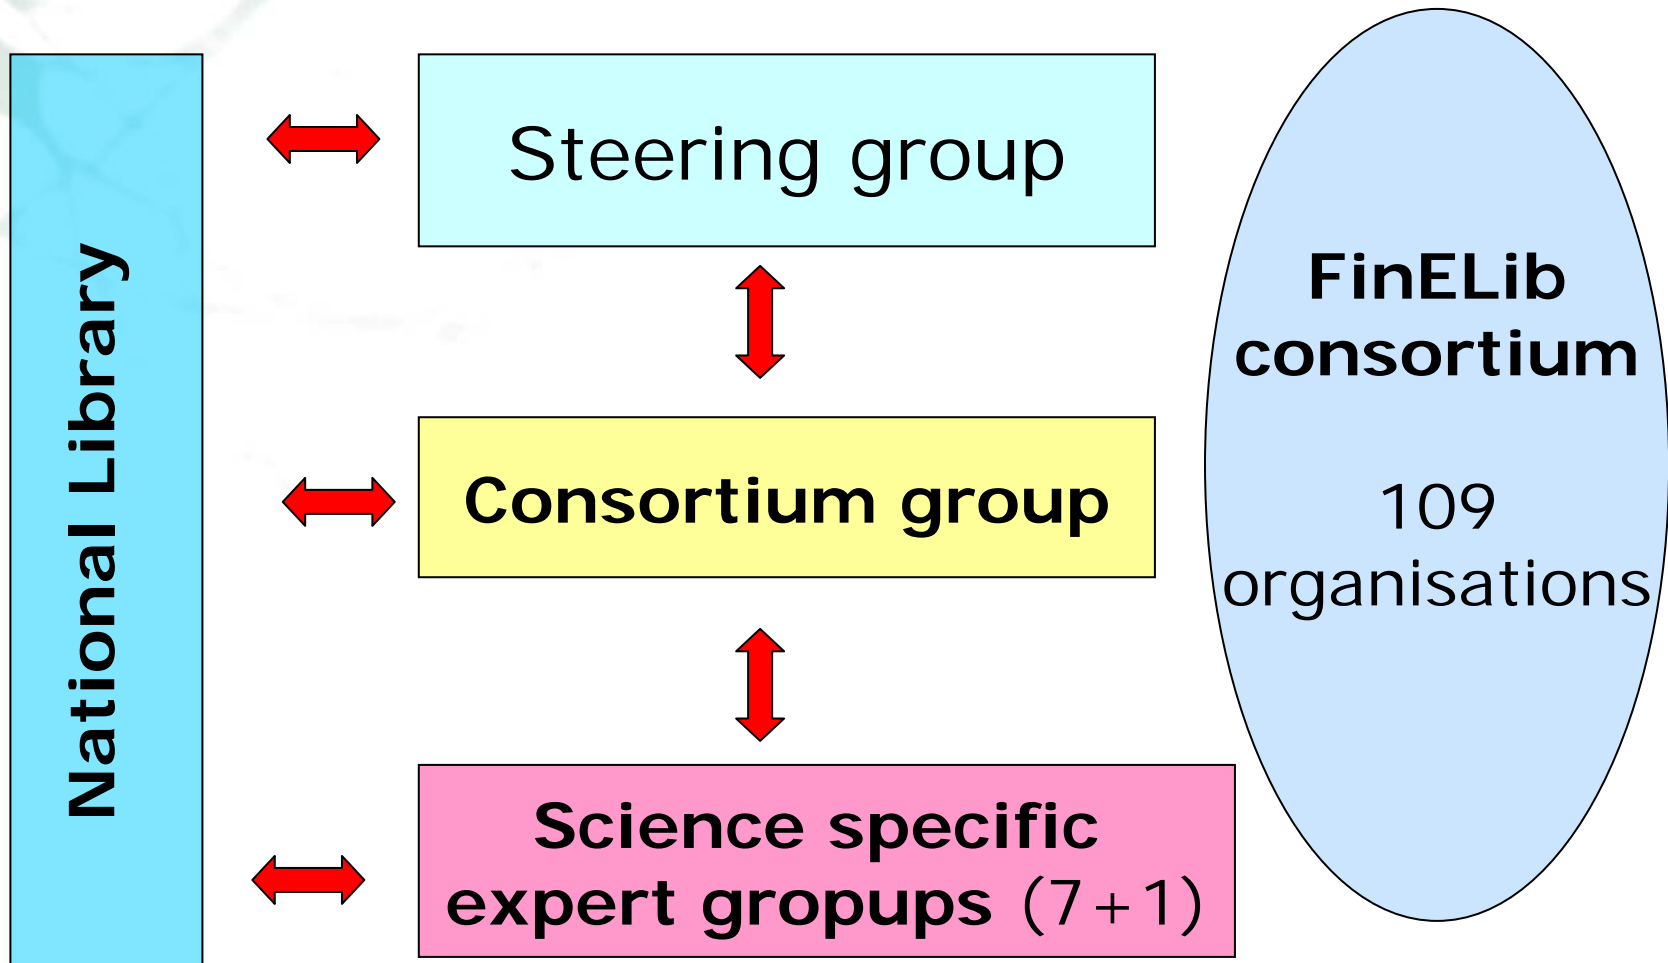 National Library
Steering group
Consortium group
Science specific
expert gropups (7+1)
FinELib
consortium
109
organisations